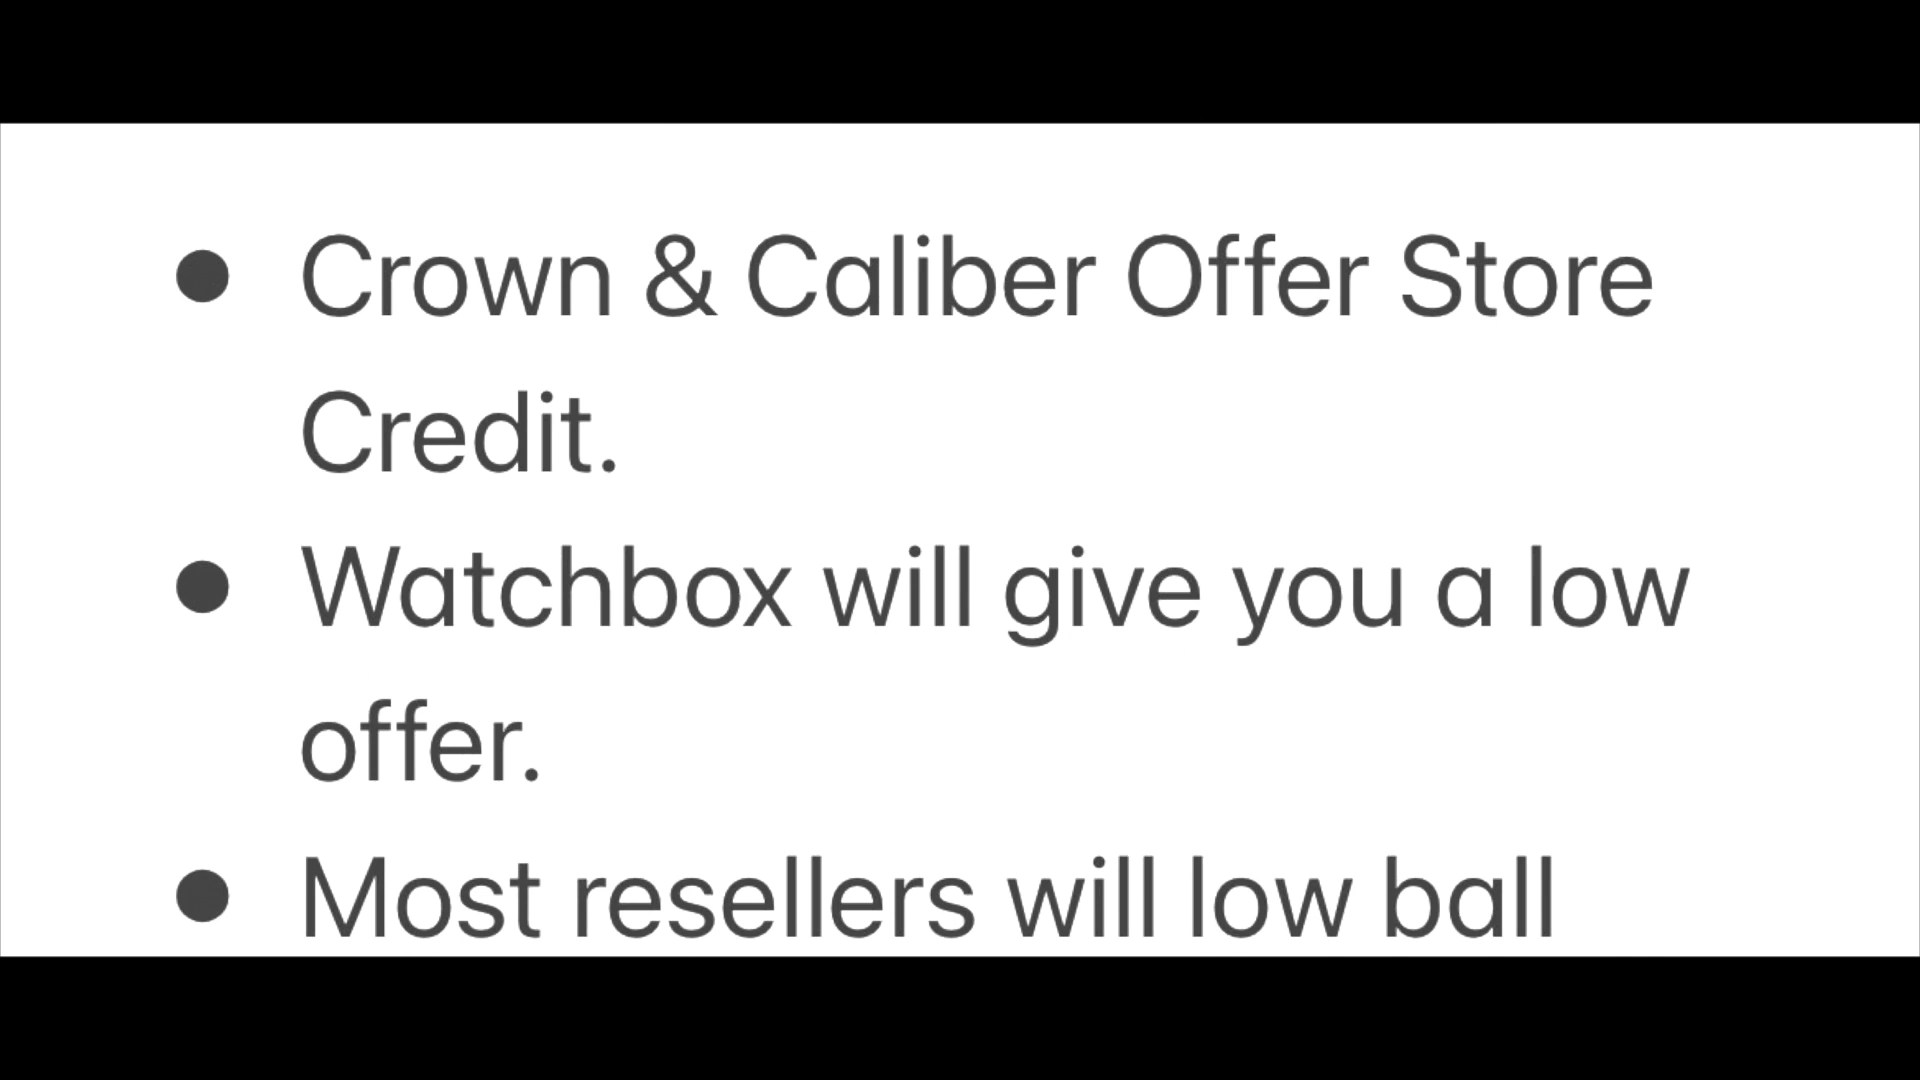 • Crown & Caliber Offer Store
Credit.
• Watchbox will give you a low
offer.
• Most resellers will low ball